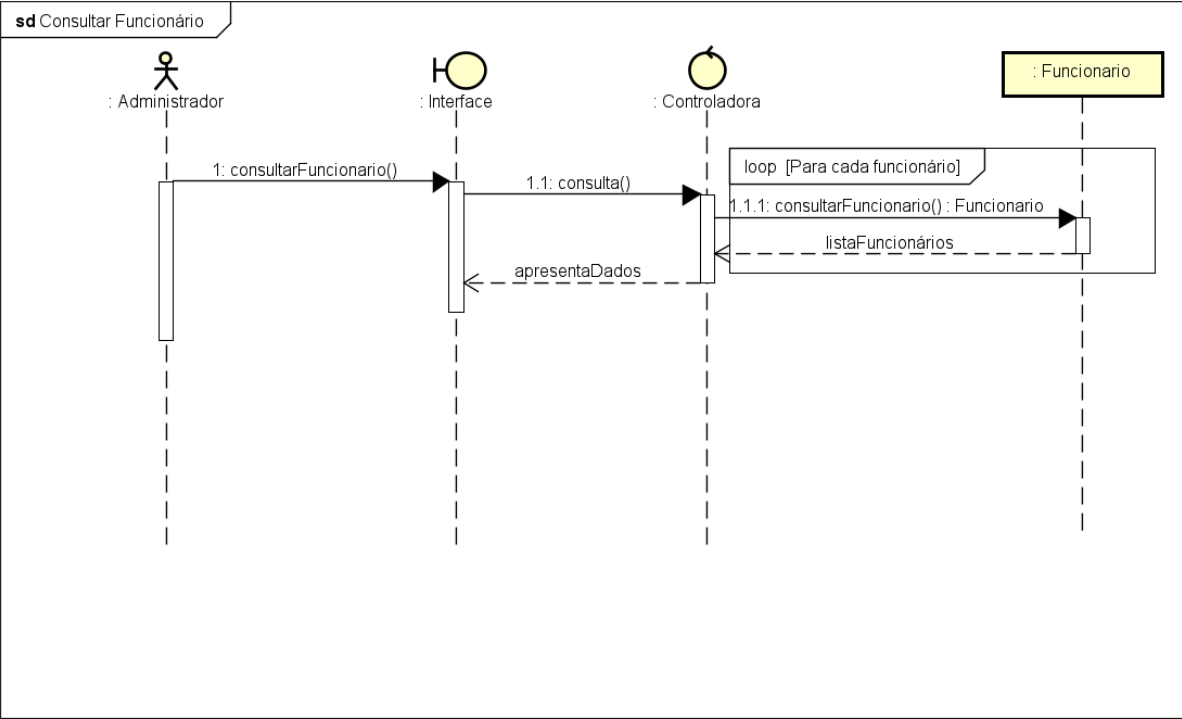 sd Consultar Funcionário
: Administrador
: Interface
: Controladora
: Funcionario
loop [Para cada funcionário]
1: consultarFuncionario()
1.1: consulta()
1.1.1: consultarFuncionario() : Funcionario
listaFuncionários
apresentaDados